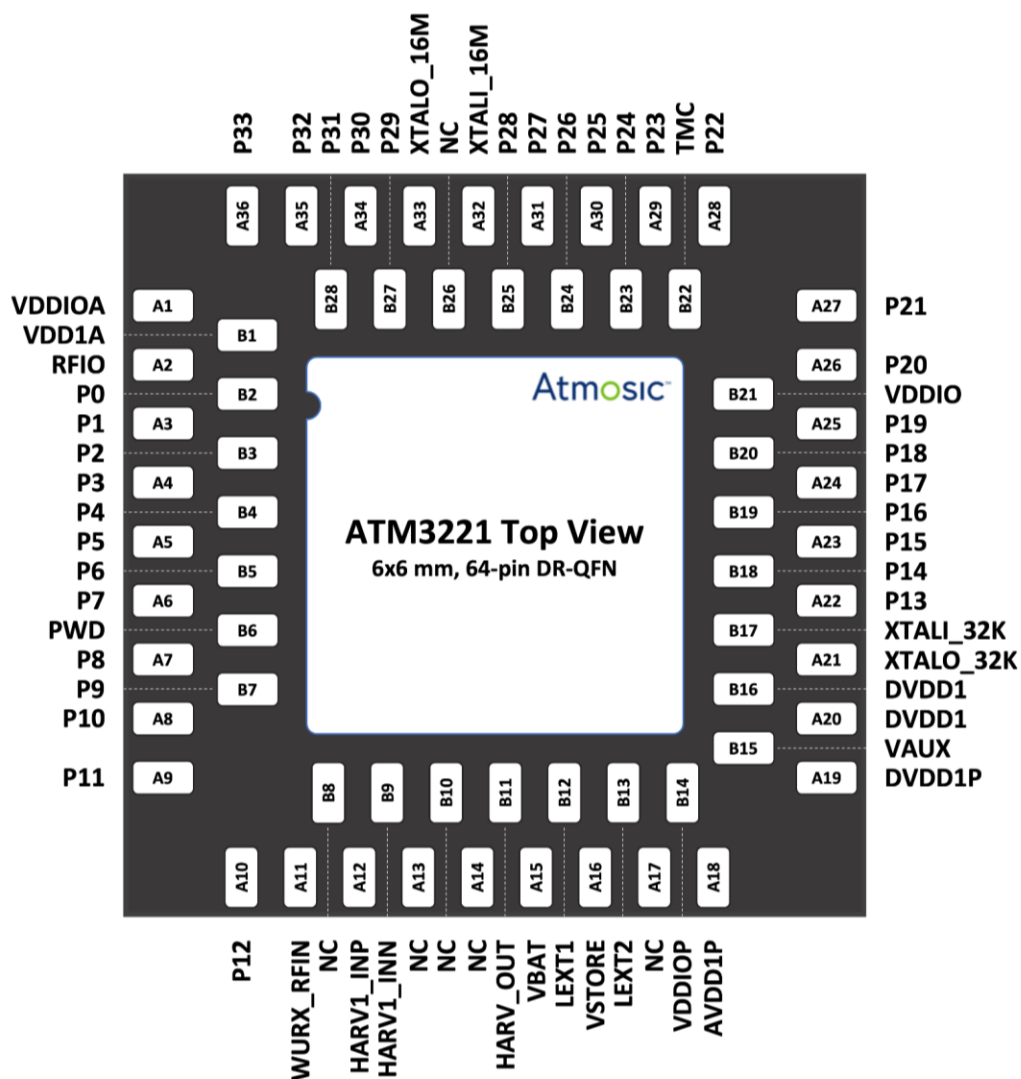 P33
P32
P31
P30
P29
XTALO_16M
NC
XTALI_16M
P28
P27
P26
P25
P24
P23
TMC
P22
A36
A35
A34
A33
A32
A31
A30
A29
A28
B28
B27
B26
B25
B24
B23
B22
VDDIOA
VDD1A
RFIO
P0
P1
P2
P3
P4
P5
P6
P7
PWD
P8
P9
P10
P11
A1
B1
A2
B2
A3
B3
A4
B4
A5
B5
A6
B6
A7
B7
A8
A9
Atmosic™
ATM3221 Top View
6x6 mm, 64-pin DR-QFN
A27
A26
B21
A25
B20
A24
B19
A23
B18
A22
B17
A21
B16
A20
B15
A19
P21
P20
VDDIO
P19
P18
P17
P16
P15
P14
P13
XTALI_32K
XTALO_32K
DVDD1
DVDD1
VAUX
DVDD1P
B8
B9
B10
B11
B12
B13
B14
A10
A11
A12
A13
A14
A15
A16
A17
A18
P12
WURX_RFIN
NC
HARV1_INP
HARV1_INN
NC
NC
NC
HARV_OUT
VBAT
LEXT1
VSTORE
LEXT2
NC
VDDIOP
AVDD1P